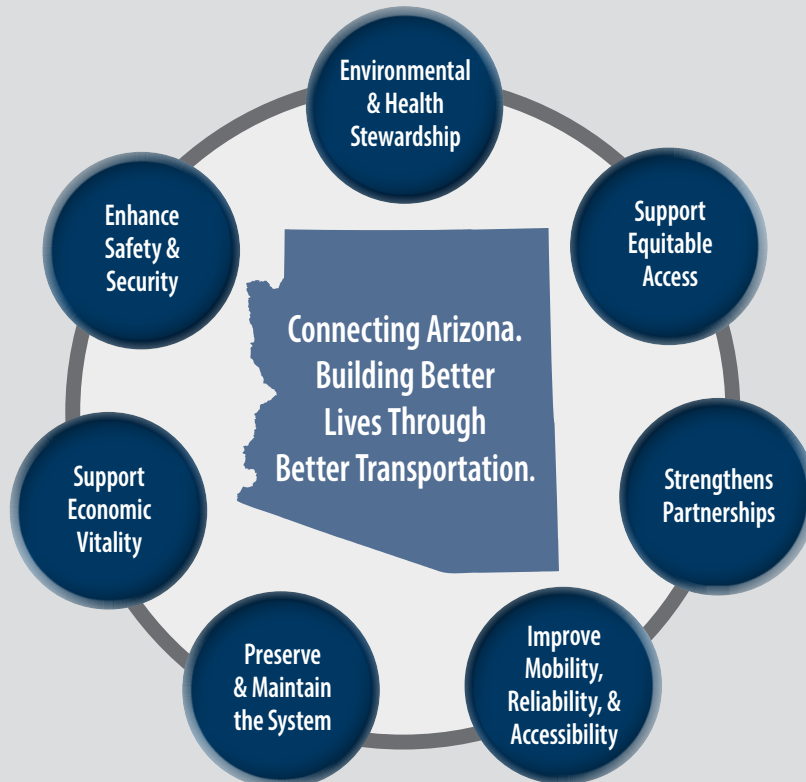 Environmental
& Health
Stewardship
Support
Equitable
Access
Strengthens
Partnerships
Improve
Mobility,
Reliability, &
Accessibility
Preserve
& Maintain
the System
Support
Economic
Vitality
Enhance
Safety &
Security
Connecting Arizona.
Building Better
Lives Through
Better Transportation.